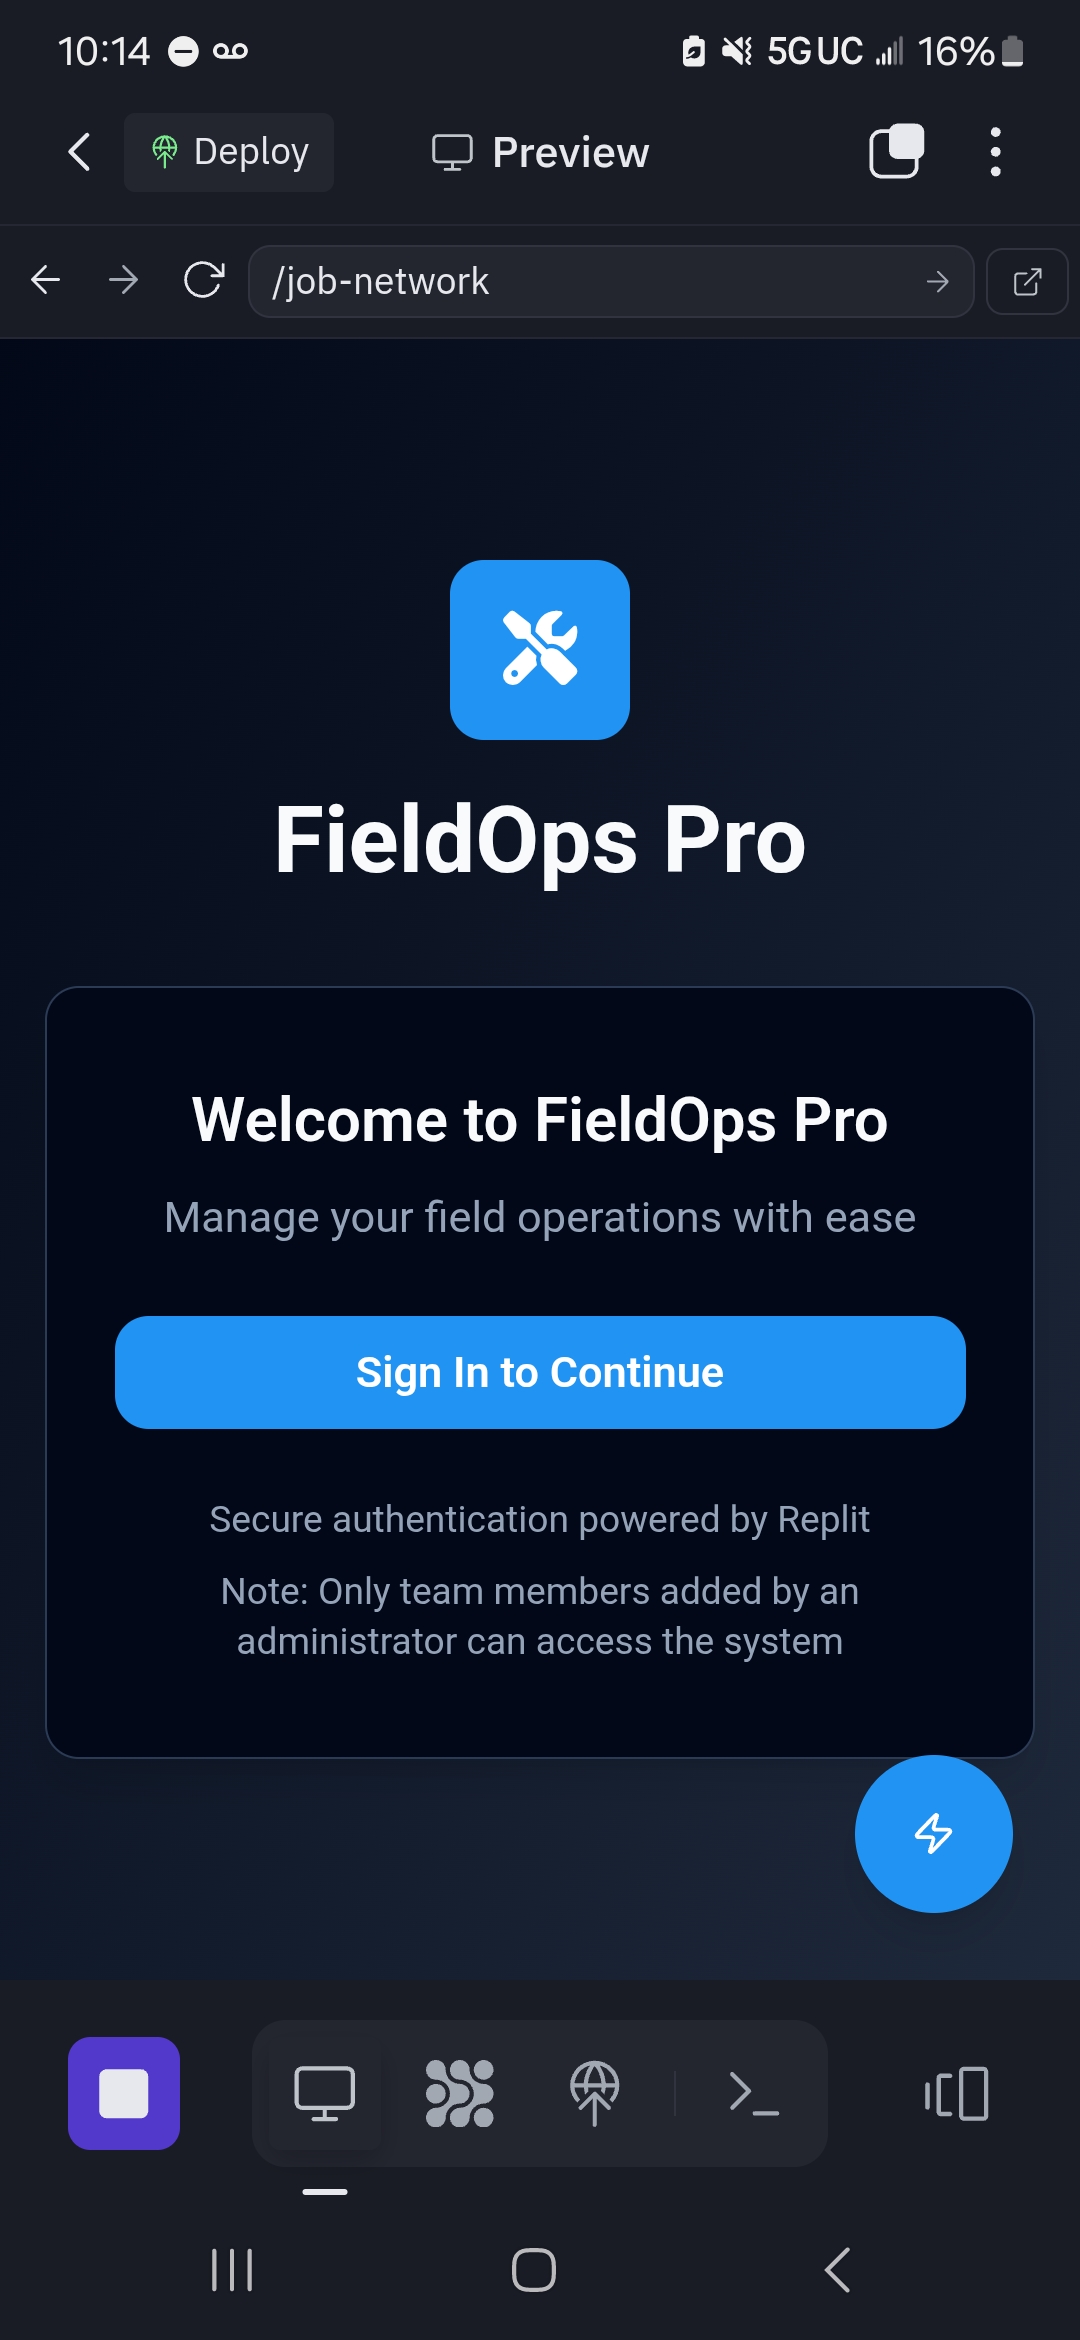 10:14
5G UC
16%
Deploy
Preview
/job-network
FieldOps Pro
Welcome to FieldOps Pro
Manage your field operations with ease
Sign In to Continue
Secure authentication powered by Replit
Note: Only team members added by an
administrator can access the system